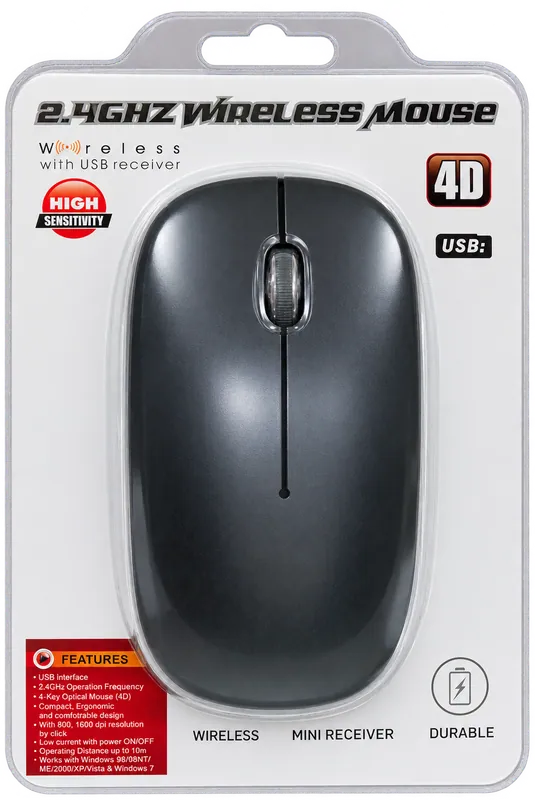 2.4GHZ WIRELESS MOUSE
Wireless
with USB receiver
HIGH
SENSITIVITY
4D
USB:
FEATURES
• USB interface
• 2.4GHz Operation Frequency
• 4-Key Optical Mouse (4D)
• Compact, Ergonomic
and comfotrable design
• With 800, 1600 dpi resolution
by click
• Low current with power ON/OFF
• Operating Distance up to 10m
• Works with Windows 98/08NT/
ME/2000/XP/Vista & Windows 7
WIRELESS
MINI RECEIVER
DURABLE